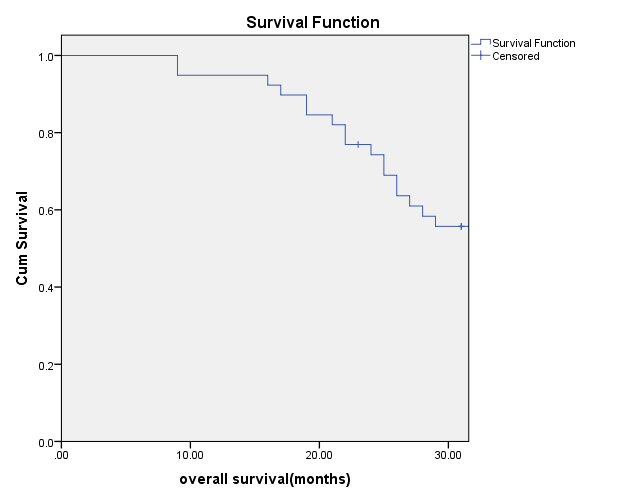 Survival Function
Survival Function
Censored
1.0
0.8
0.6
0.4
0.2
0.0
.00 10.00 20.00 30.00
Cum Survival
overall survival(months)